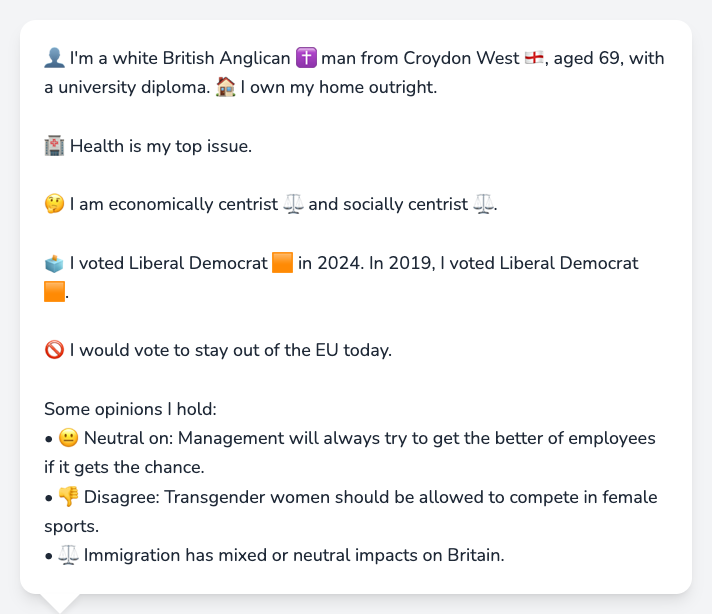 👤 I'm a white British Anglican ✝️ man from Croydon West 🏴󠁧󠁢󠁥󠁮󠁧󠁿, aged 69, with
a university diploma. 🏠 I own my home outright.
🏥 Health is my top issue.
🤔 I am economically centrist ⚖️ and socially centrist ⚖️.
🗳️ I voted Liberal Democrat 🟧 in 2024. In 2019, I voted Liberal Democrat
🟧.
🚫 I would vote to stay out of the EU today.
Some opinions I hold:
• 😐 Neutral on: Management will always try to get the better of employees
if it gets the chance.
• 👎 Disagree: Transgender women should be allowed to compete in female
sports.
• ⚖️ Immigration has mixed or neutral impacts on Britain.